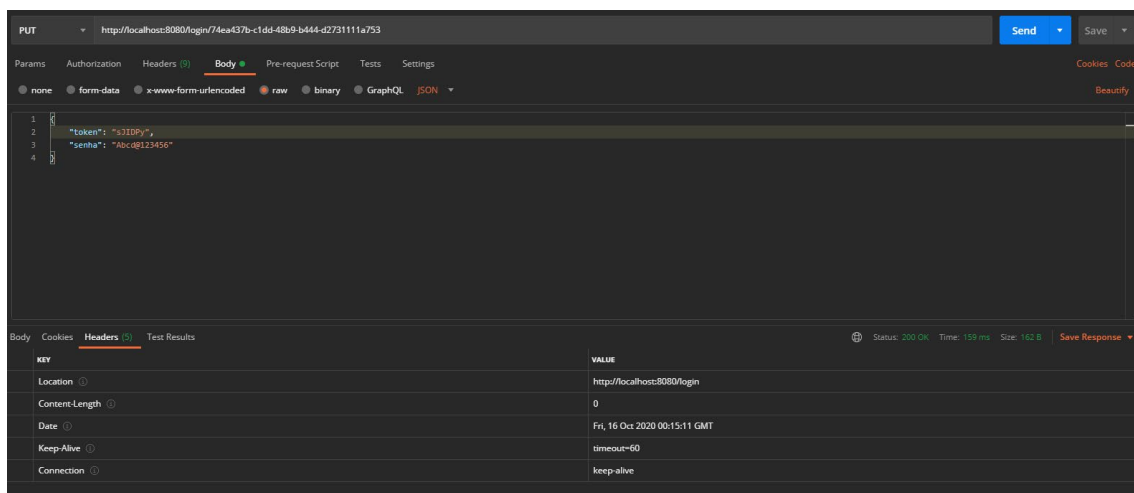 PUT http://localhost:8080/login/74ea437b-c1dd-48b9-b444-d2731111a753 Send Save
Params Authorization Headers (9) Body Pre-request Script Tests Settings Cookies Code
none form-data x-www-form-urlencoded raw binary GraphQL JSON Beautify
1 {
2 "token": "sJIDPy",
3 "senha": "Abcd@123456"
4 }
Body Cookies Headers (5) Test Results Status: 200 OK Time: 159 ms Size: 162 B Save Response
KEY VALUE
Location http://localhost:8080/login
Content-Length 0
Date Fri, 16 Oct 2020 00:15:11 GMT
Keep-Alive timeout=60
Connection keep-alive